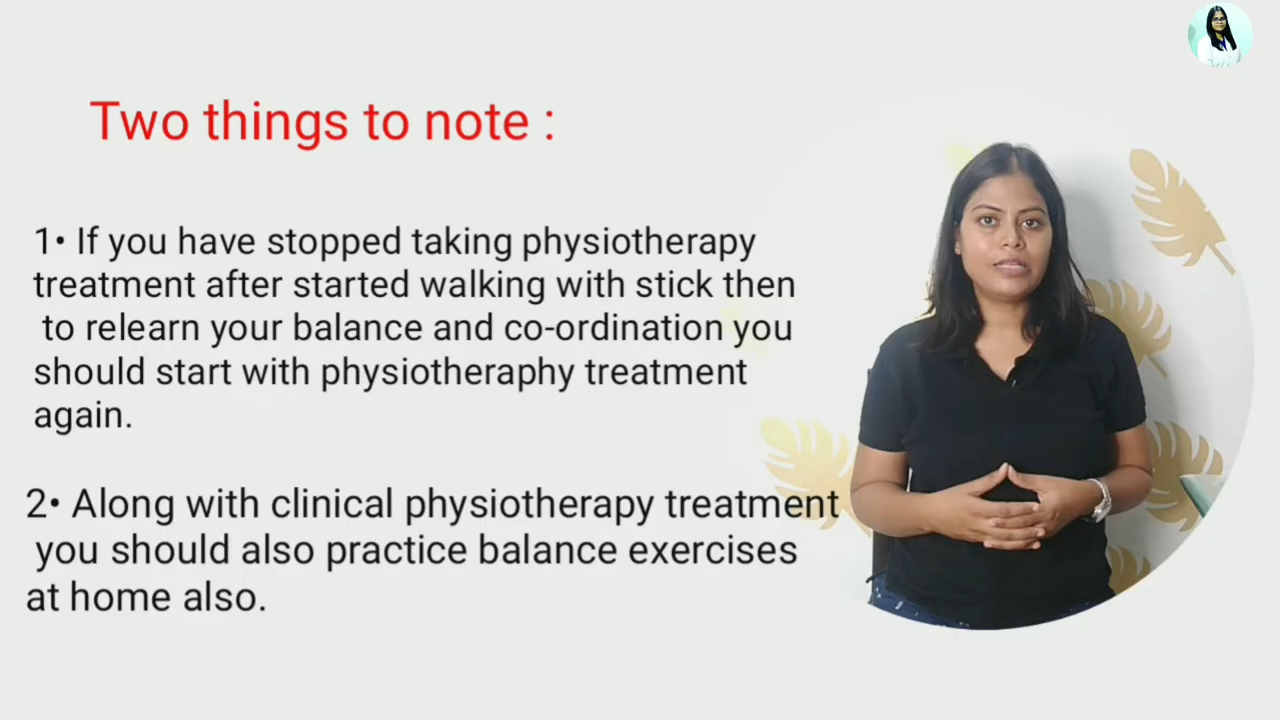 Two things to note :
1• If you have stopped taking physiotherapy
treatment after started walking with stick then
to relearn your balance and co-ordination you
should start with physiotheraphy treatment
again.
2• Along with clinical physiotherapy treatment
you should also practice balance exercises
at home also.